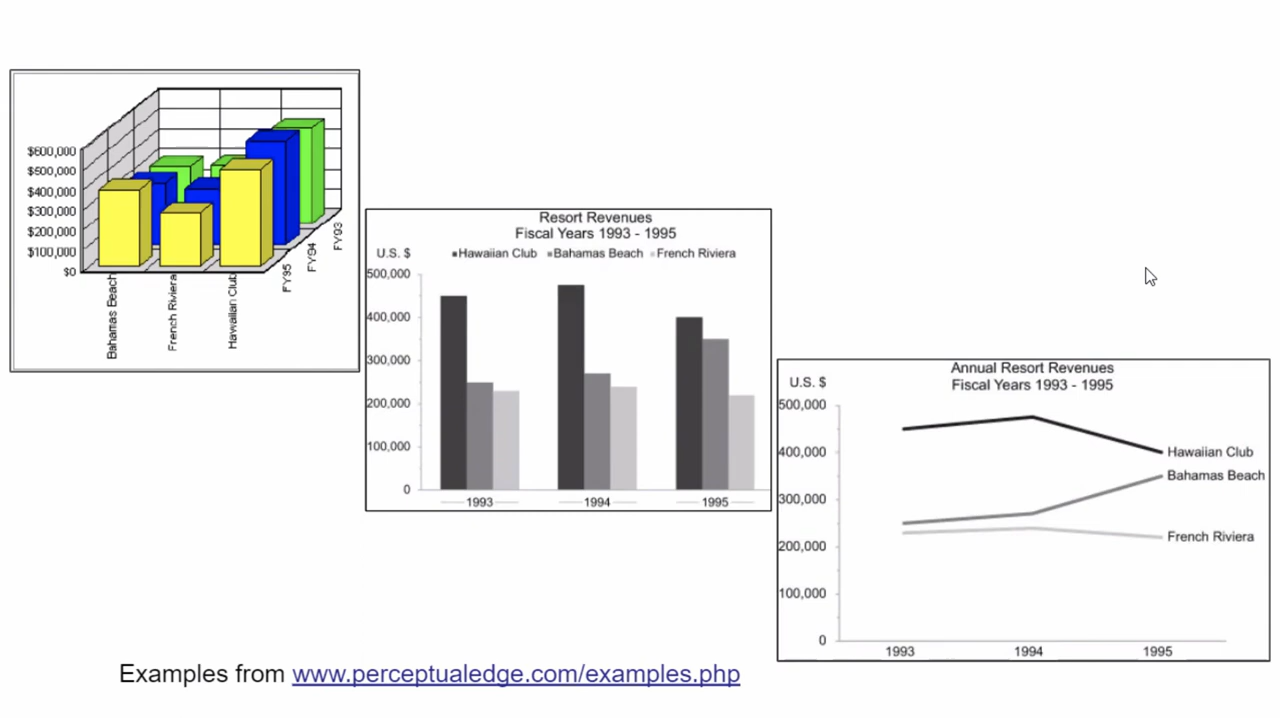 $600,000
$500,000
$400,000
$300,000
$200,000
$100,000
$0
Bahamas Beach
French Riviera
Hawaiian Club
FY95
FY94
FY93
Resort Revenues
Fiscal Years 1993 - 1995
U.S. $
Hawaiian Club Bahamas Beach French Riviera
500,000
400,000
300,000
200,000
100,000
0
1993 1994 1995
Annual Resort Revenues
Fiscal Years 1993 - 1995
U.S. $
500,000
400,000
300,000
200,000
100,000
0
Hawaiian Club
Bahamas Beach
French Riviera
1993 1994 1995
Examples from www.perceptualedge.com/examples.php